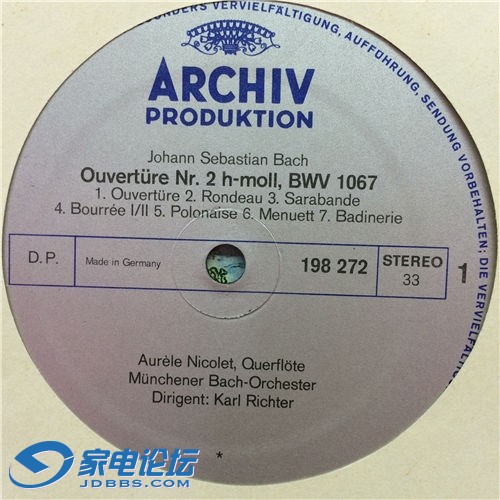 SONDERS VERVIELFÄLTIGUNG, AUFFÜHRUNG, SENDUNG VORBEHALTEN: DIE VERVIELFÄL
ARCHIV
PRODUKTION
Johann Sebastian Bach
Ouvertüre Nr. 2 h-moll, BWV 1067
1. Ouvertüre 2. Rondeau 3. Sarabande
4. Bourrée I/II 5. Polonaise 6. Menuett 7. Badinerie
D.P. Made in Germany 198 272 STEREO 33 1
Aurèle Nicolet, Querflöte
Münchener Bach-Orchester
Dirigent: Karl Richter
*
家电论坛
JDBBS.COM